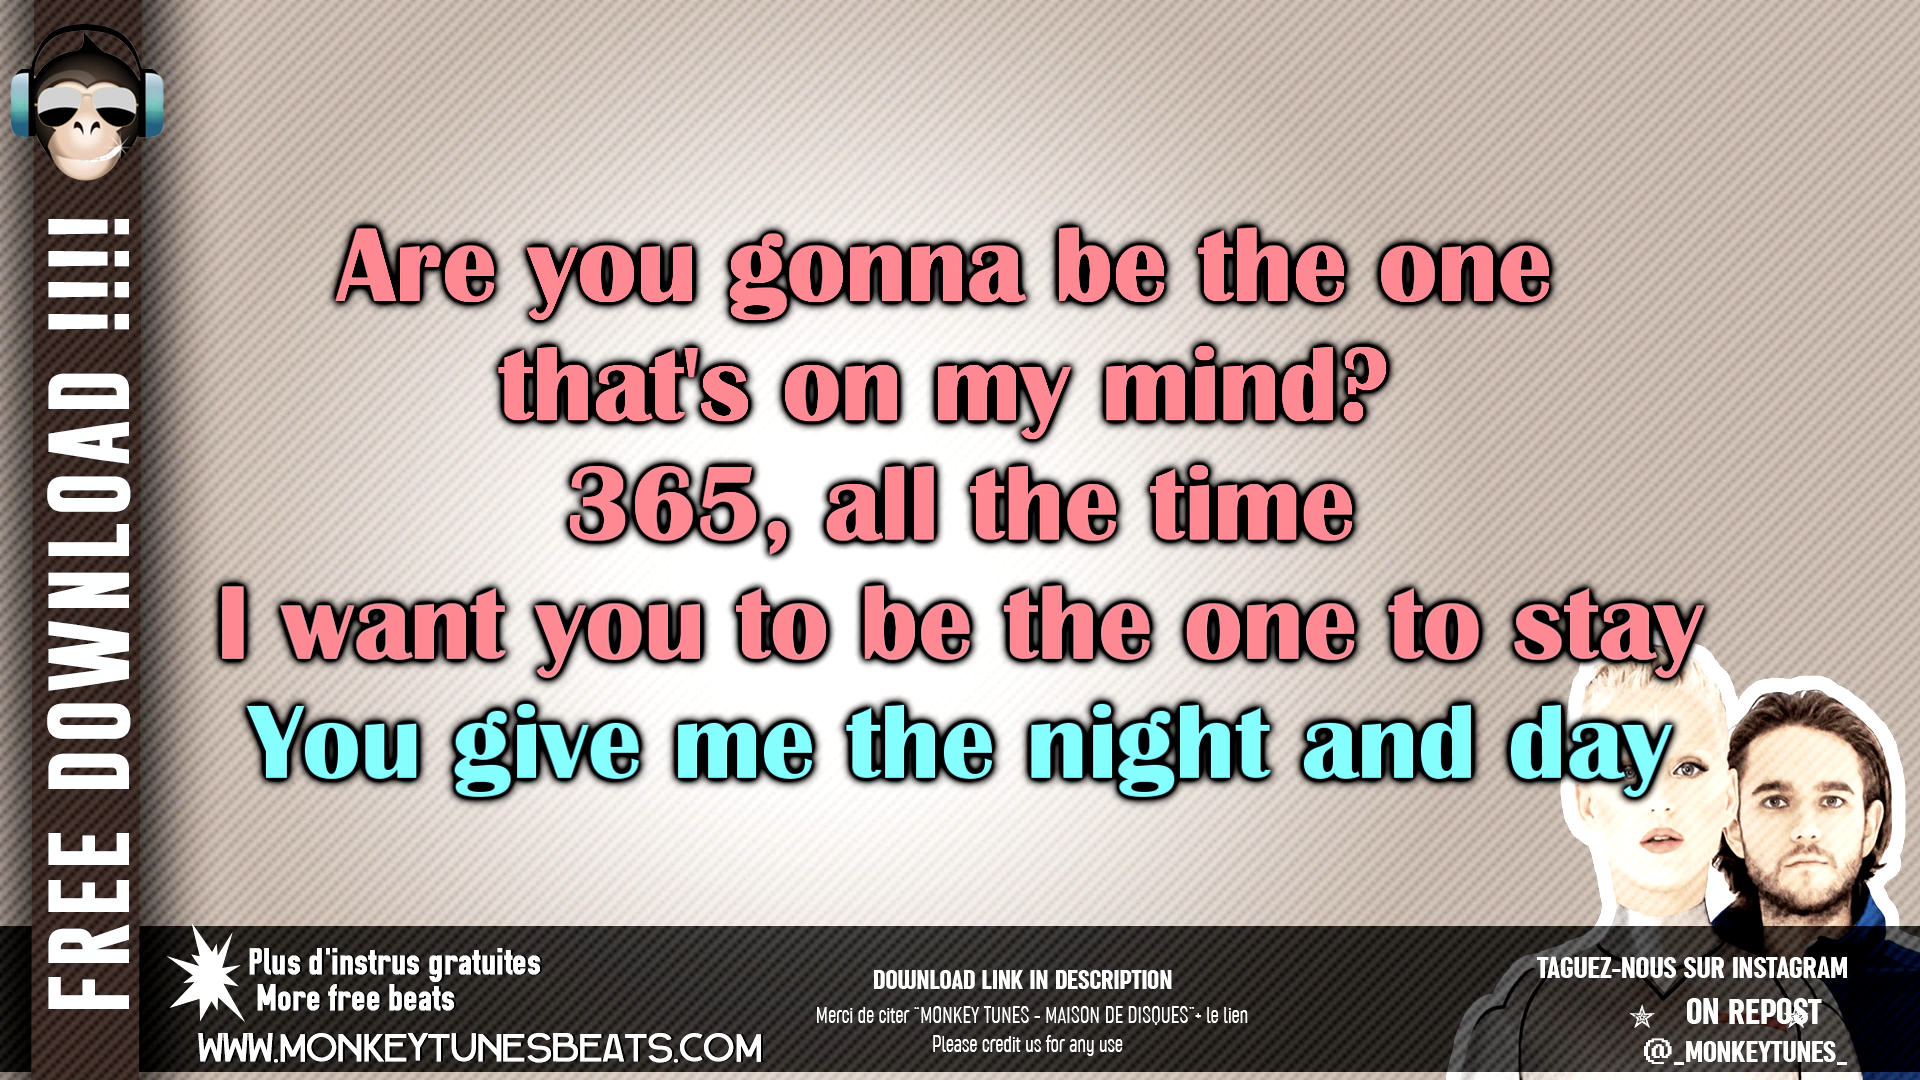 FREE DOWNLOAD !!!!
Are you gonna be the one
that's on my mind?
365, all the time
I want you to be the one to stay
You give me the night and day
Plus d'instrus gratuites
More free beats
WWW.MONKEYTUNESBEATS.COM
DOWNLOAD LINK IN DESCRIPTION
Merci de citer "MONKEY TUNES - MAISON DE DISQUES"+ le lien
Please credit us for any use
TAGUEZ-NOUS SUR INSTAGRAM
ON REPOST
@_MONKEYTUNES_